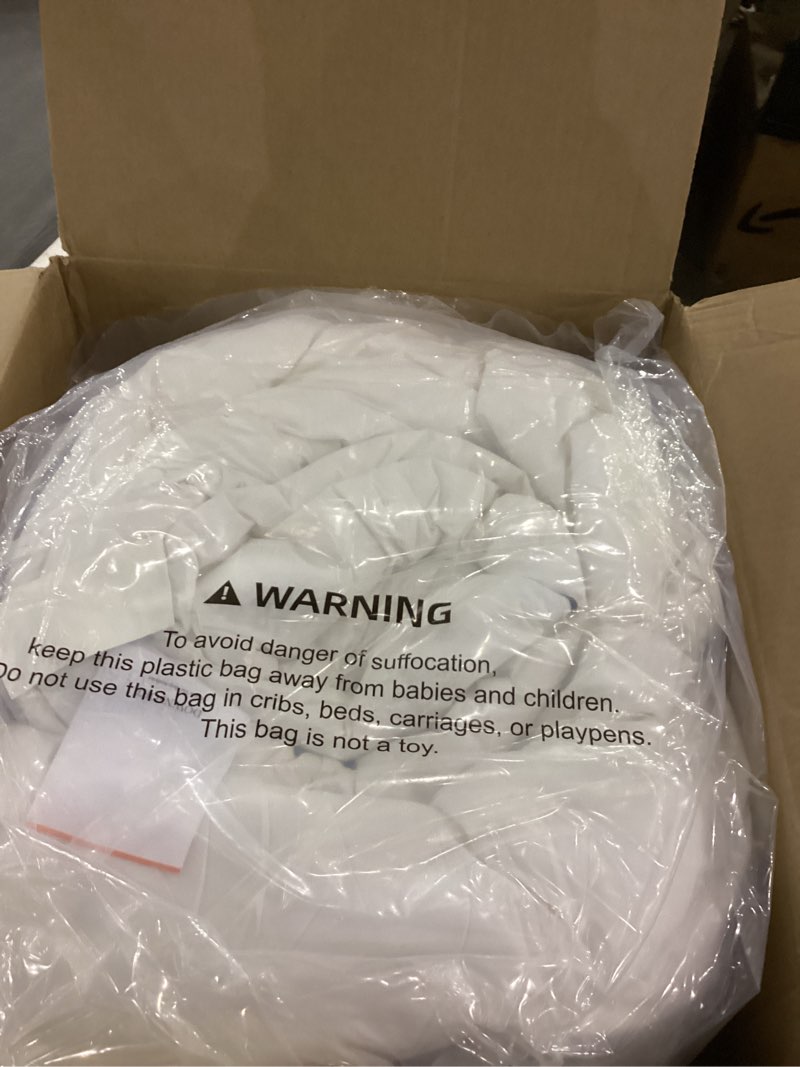 WARNING
To avoid danger of suffocation,
keep this plastic bag away from babies and children.
Do not use this bag in cribs, beds, carriages, or playpens.
This bag is not a toy.